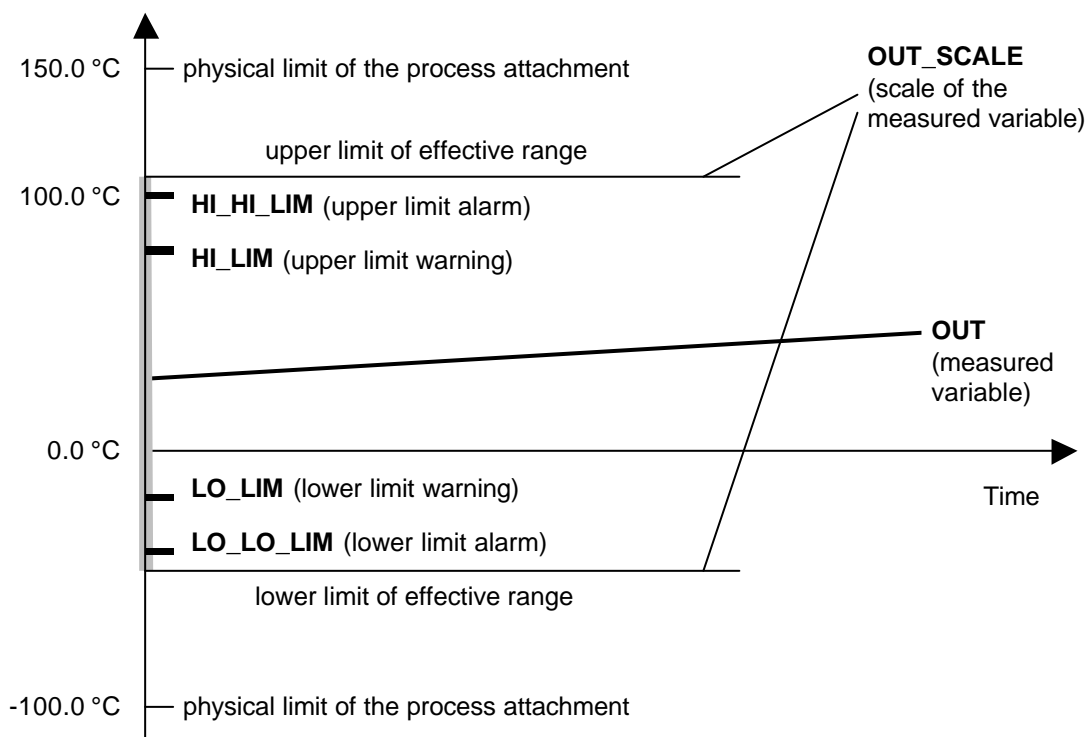 150.0 °C
physical limit of the process attachment
OUT_SCALE
(scale of the
measured variable)
upper limit of effective range
100.0 °C
HI_HI_LIM (upper limit alarm)
HI_LIM (upper limit warning)
OUT
(measured
variable)
0.0 °C
LO_LIM (lower limit warning)
Time
LO_LO_LIM (lower limit alarm)
lower limit of effective range
-100.0 °C
physical limit of the process attachment